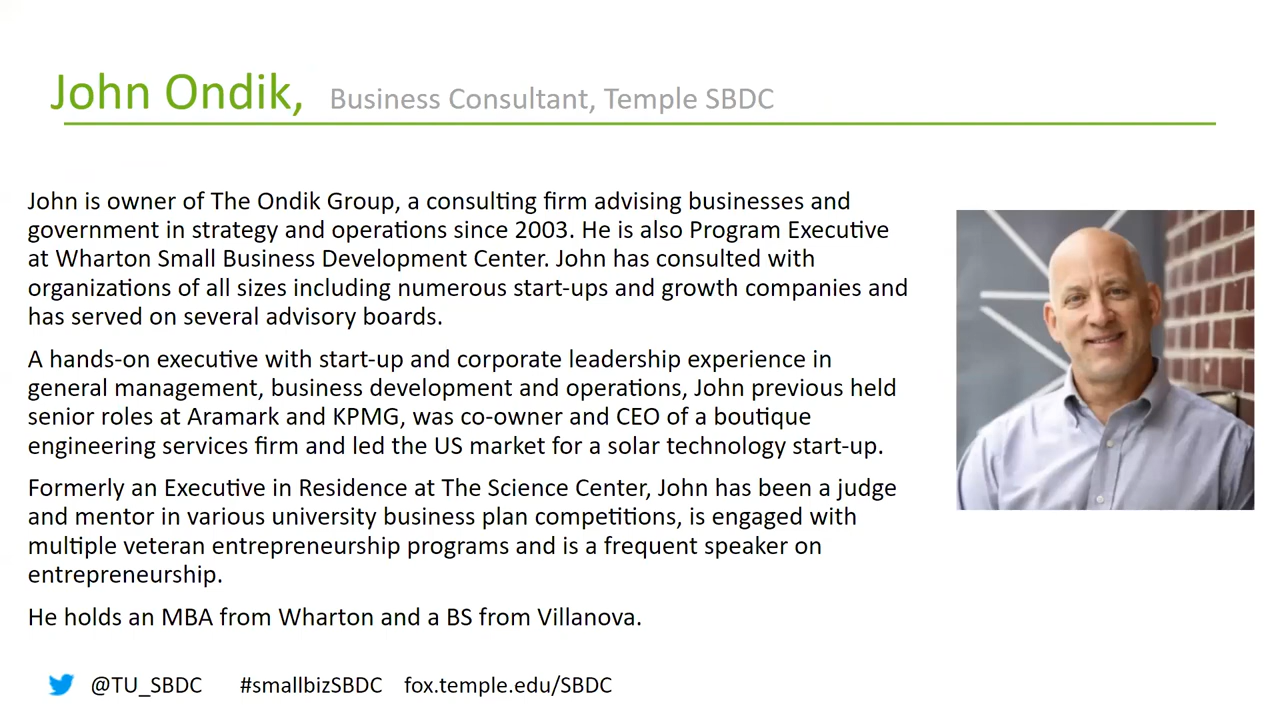 John Ondik, Business Consultant, Temple SBDC
John is owner of The Ondik Group, a consulting firm advising businesses and
government in strategy and operations since 2003. He is also Program Executive
at Wharton Small Business Development Center. John has consulted with
organizations of all sizes including numerous start-ups and growth companies and
has served on several advisory boards.
A hands-on executive with start-up and corporate leadership experience in
general management, business development and operations, John previous held
senior roles at Aramark and KPMG, was co-owner and CEO of a boutique
engineering services firm and led the US market for a solar technology start-up.
Formerly an Executive in Residence at The Science Center, John has been a judge
and mentor in various university business plan competitions, is engaged with
multiple veteran entrepreneurship programs and is a frequent speaker on
entrepreneurship.
He holds an MBA from Wharton and a BS from Villanova.
@TU_SBDC #smallbizSBDC fox.temple.edu/SBDC